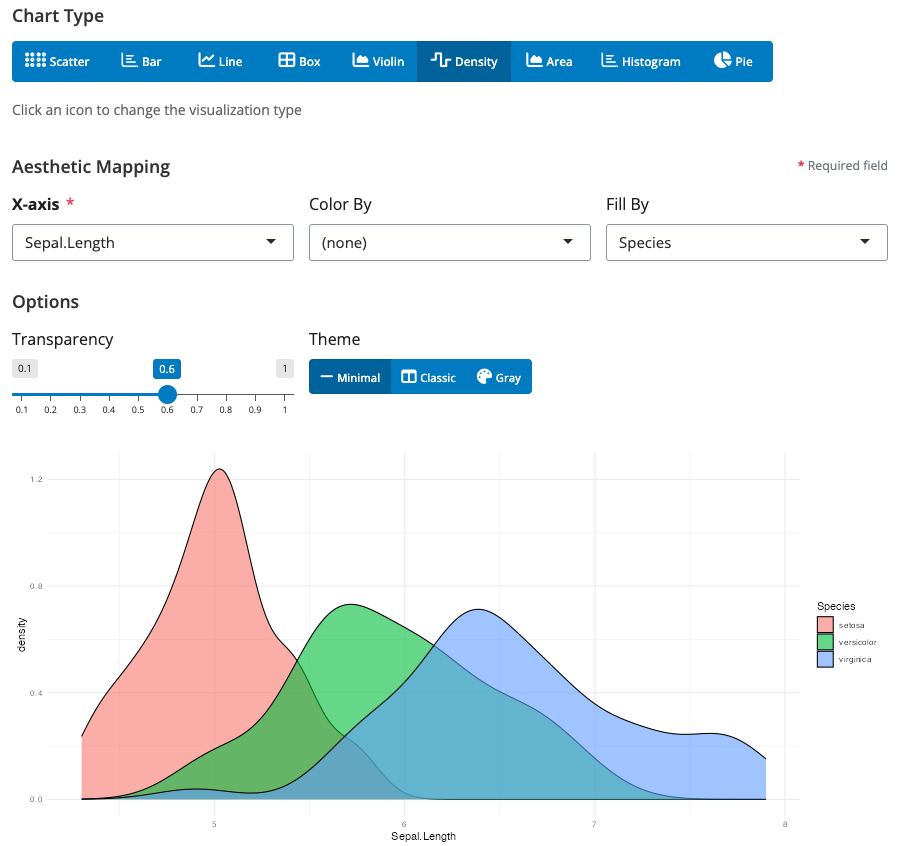 Chart Type
Scatter Bar Line Box Violin Density Area Histogram Pie
Click an icon to change the visualization type
Aesthetic Mapping
* Required field
X-axis * Color By Fill By
Sepal.Length (none) Species
Options
Transparency Theme
0.1 0.6 1
Minimal Classic Gray
0.1 0.2 0.3 0.4 0.5 0.6 0.7 0.8 0.9 1
1.2
0.8
0.4
0.0
density
5 6 7 8
Sepal.Length
Species
setosa
versicolor
virginica